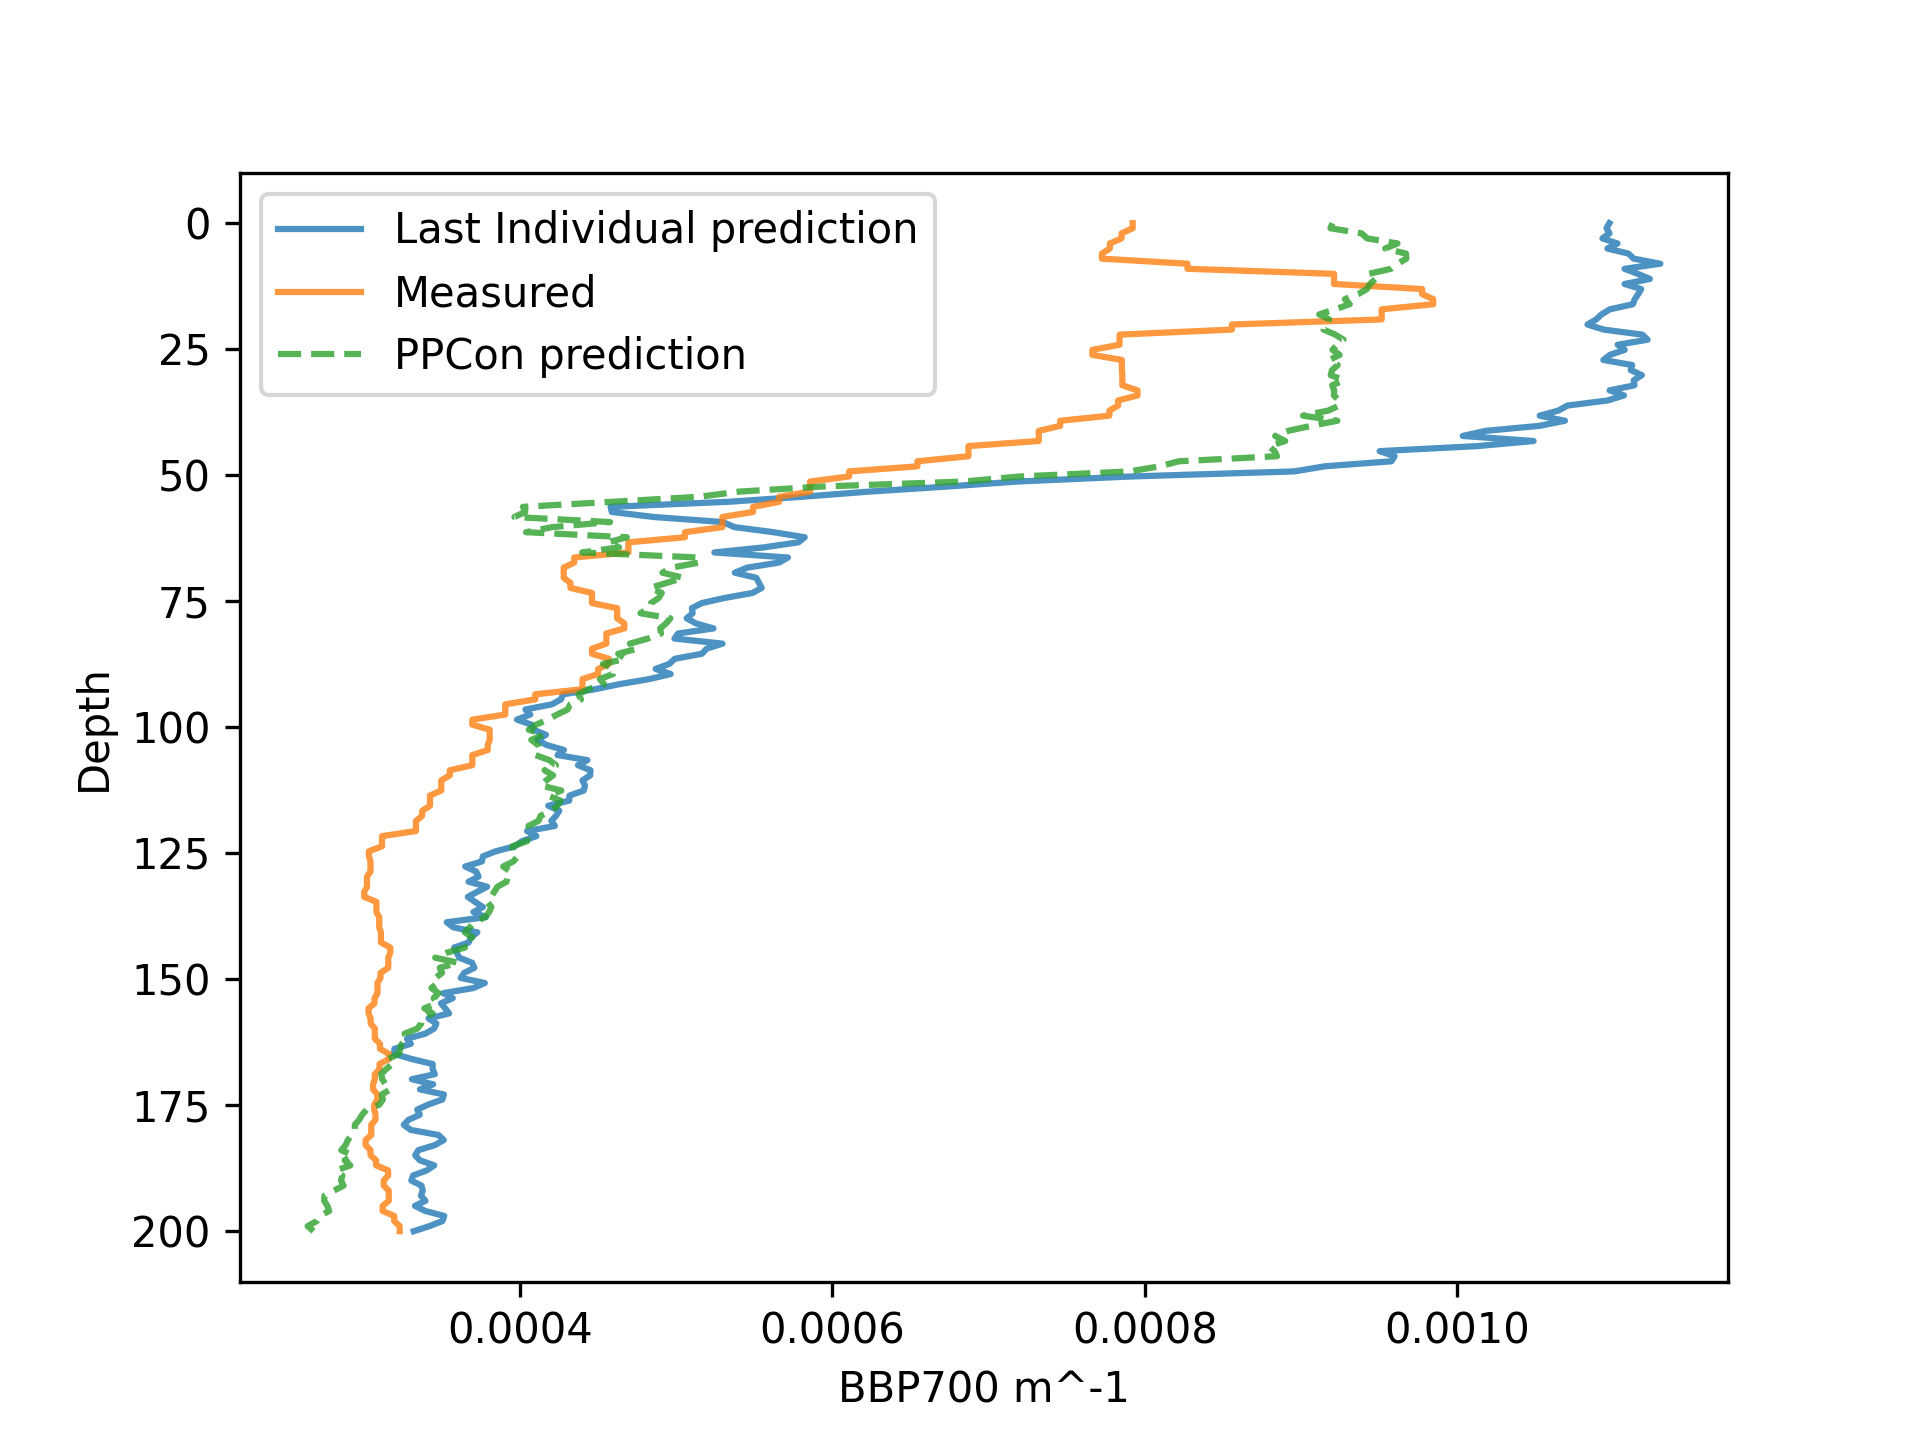 Last Individual prediction
Measured
PPCon prediction
0
25
50
75
100
125
150
175
200
Depth
0.0004 0.0006 0.0008 0.0010
BBP700 m^-1